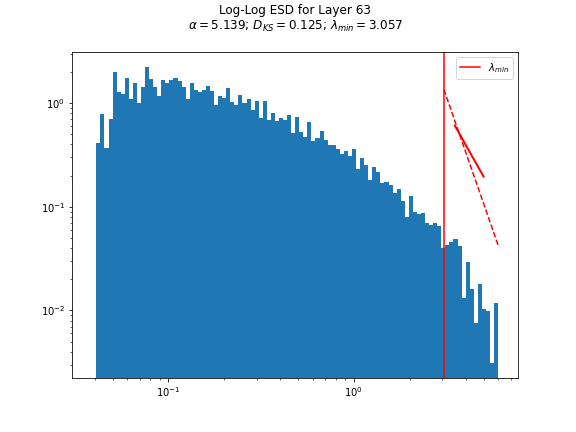 Log-Log ESD for Layer 63
α = 5.139; D_KS = 0.125; λ_min = 3.057
λ_min
10⁰
10⁻¹
10⁻²
10⁻¹
10⁰